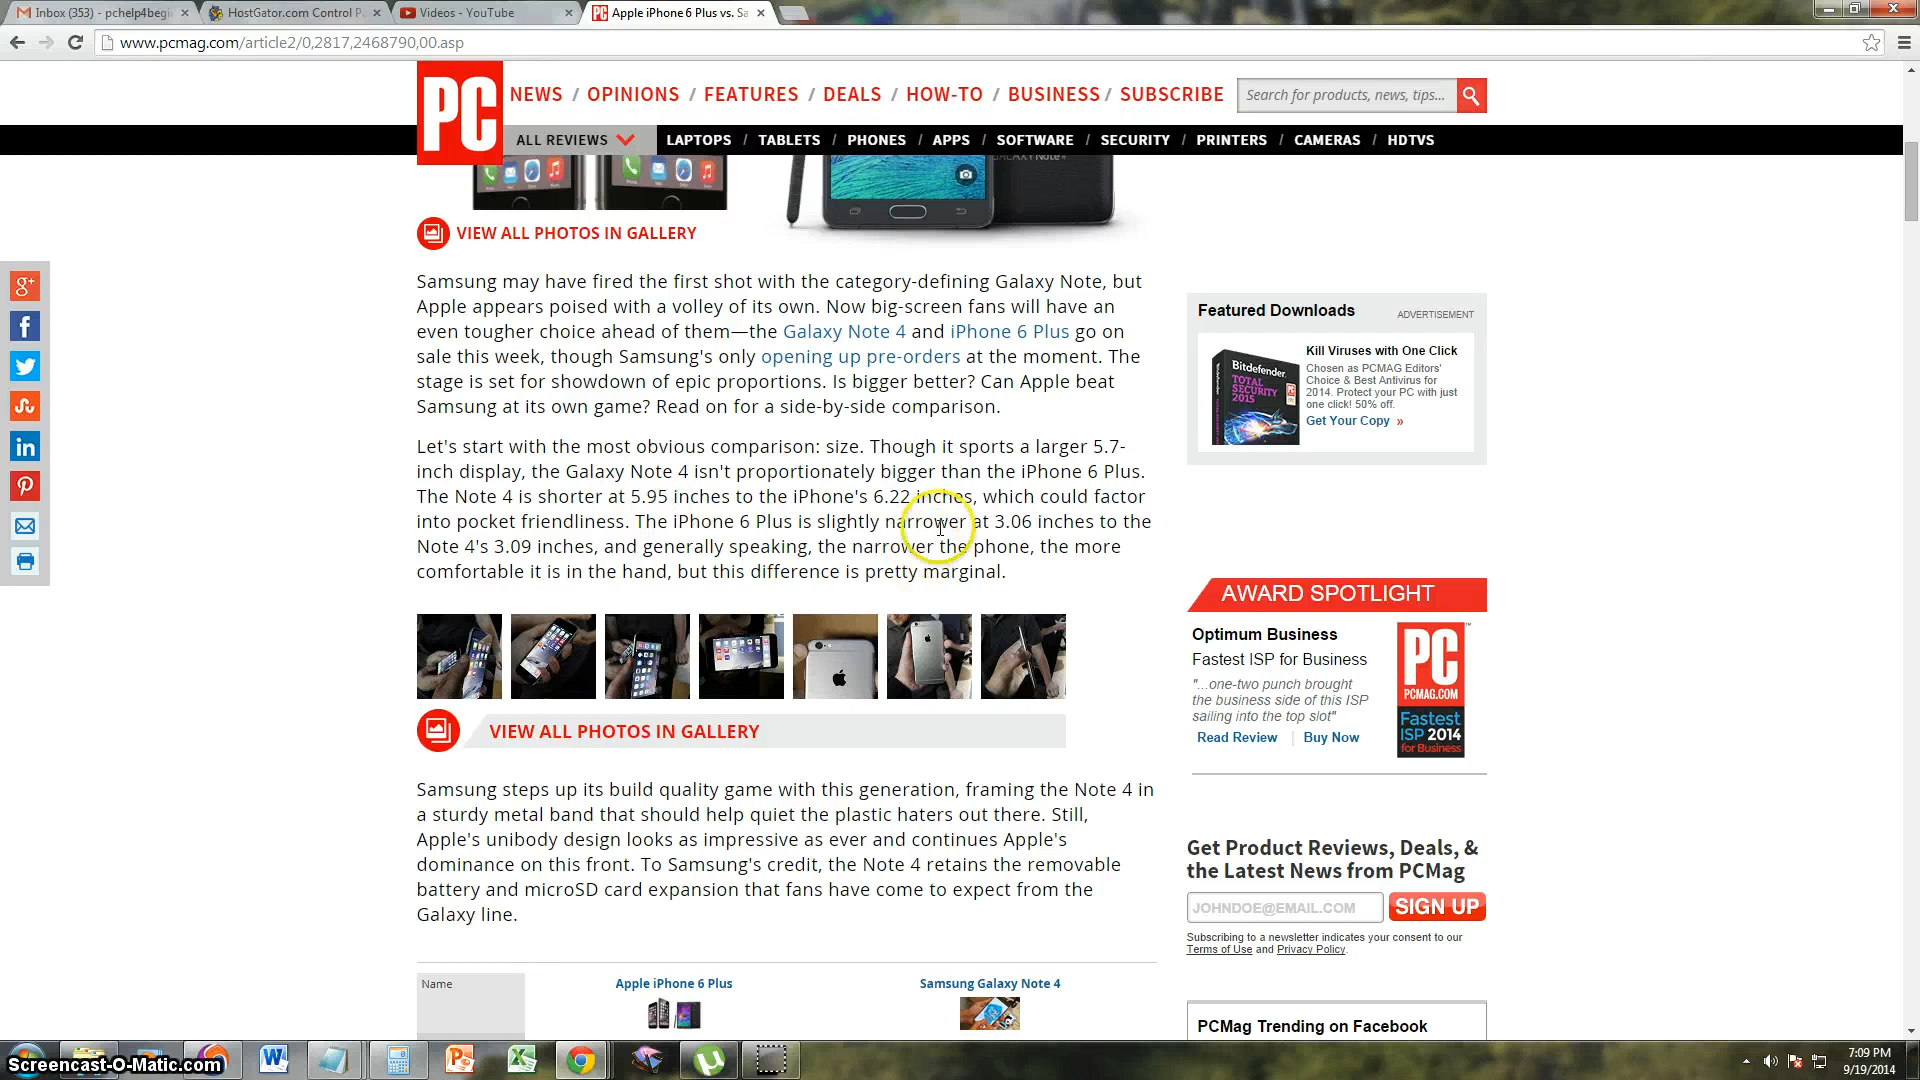 Inbox (353) - pchelp4begi
HostGator.com Control P
Videos - YouTube
Apple iPhone 6 Plus vs. Sa
www.pcmag.com/article2/0,2817,2468790,00.asp
PC
NEWS / OPINIONS / FEATURES / DEALS / HOW-TO / BUSINESS / SUBSCRIBE
Search for products, news, tips...
ALL REVIEWS
LAPTOPS / TABLETS / PHONES / APPS / SOFTWARE / SECURITY / PRINTERS / CAMERAS / HDTVS
VIEW ALL PHOTOS IN GALLERY
Samsung may have fired the first shot with the category-defining Galaxy Note, but
Apple appears poised with a volley of its own. Now big-screen fans will have an
even tougher choice ahead of them—the Galaxy Note 4 and iPhone 6 Plus go on
sale this week, though Samsung's only opening up pre-orders at the moment. The
stage is set for showdown of epic proportions. Is bigger better? Can Apple beat
Samsung at its own game? Read on for a side-by-side comparison.
Let's start with the most obvious comparison: size. Though it sports a larger 5.7-
inch display, the Galaxy Note 4 isn't proportionately bigger than the iPhone 6 Plus.
The Note 4 is shorter at 5.95 inches to the iPhone's 6.22 inches, which could factor
into pocket friendliness. The iPhone 6 Plus is slightly narrower at 3.06 inches to the
Note 4's 3.09 inches, and generally speaking, the narrower the phone, the more
comfortable it is in the hand, but this difference is pretty marginal.
VIEW ALL PHOTOS IN GALLERY
Samsung steps up its build quality game with this generation, framing the Note 4 in
a sturdy metal band that should help quiet the plastic haters out there. Still,
Apple's unibody design looks as impressive as ever and continues Apple's
dominance on this front. To Samsung's credit, the Note 4 retains the removable
battery and microSD card expansion that fans have come to expect from the
Galaxy line.
Name
Apple iPhone 6 Plus
Samsung Galaxy Note 4
Featured Downloads
ADVERTISEMENT
Bitdefender
TOTAL
SECURITY
2015
Kill Viruses with One Click
Chosen as PCMAG Editors'
Choice & Best Antivirus for
2014. Protect your PC with just
one click! 50% off.
Get Your Copy »
AWARD SPOTLIGHT
Optimum Business
Fastest ISP for Business
"...one-two punch brought
the business side of this ISP
sailing into the top slot"
Read Review | Buy Now
PC
PCMAG.COM
Fastest
ISP 2014
for Business
Get Product Reviews, Deals, &
the Latest News from PCMag
JOHNDOE@EMAIL.COM
SIGN UP
Subscribing to a newsletter indicates your consent to our
Terms of Use and Privacy Policy.
PCMag Trending on Facebook
Screencast-O-Matic.com
7:09 PM
9/19/2014